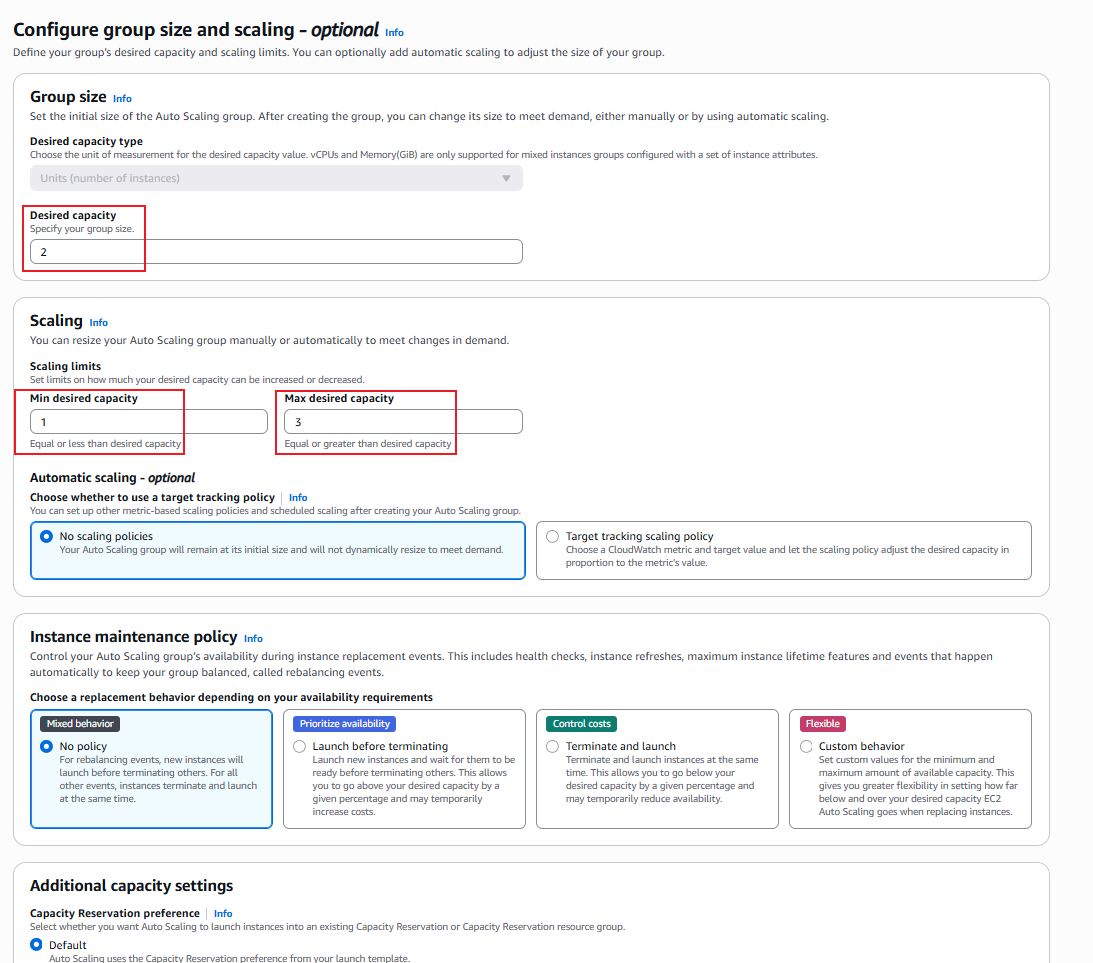 Configure group size and scaling - optional Info
Define your group's desired capacity and scaling limits. You can optionally add automatic scaling to adjust the size of your group.
Group size Info
Set the initial size of the Auto Scaling group. After creating the group, you can change its size to meet demand, either manually or by using automatic scaling.
Desired capacity type
Choose the unit of measurement for the desired capacity value. vCPUs and Memory(GiB) are only supported for mixed instances groups configured with a set of instance attributes.
Units (number of instances)
Desired capacity
Specify your group size.
2
Scaling Info
You can resize your Auto Scaling group manually or automatically to meet changes in demand.
Scaling limits
Set limits on how much your desired capacity can be increased or decreased.
Min desired capacity
1
Equal or less than desired capacity
Max desired capacity
3
Equal or greater than desired capacity
Automatic scaling - optional
Choose whether to use a target tracking policy Info
You can set up other metric-based scaling policies and scheduled scaling after creating your Auto Scaling group.
No scaling policies
Your Auto Scaling group will remain at its initial size and will not dynamically resize to meet demand.
Target tracking scaling policy
Choose a CloudWatch metric and target value and let the scaling policy adjust the desired capacity in
proportion to the metric's value.
Instance maintenance policy Info
Control your Auto Scaling group's availability during instance replacement events. This includes health checks, instance refreshes, maximum instance lifetime features and events that happen
automatically to keep your group balanced, called rebalancing events.
Choose a replacement behavior depending on your availability requirements
Mixed behavior
No policy
For rebalancing events, new instances will
launch before terminating others. For all
other events, instances terminate and launch
at the same time.
Prioritize availability
Launch before terminating
Launch new instances and wait for them to be
ready before terminating others. This allows
you to go above your desired capacity by a
given percentage and may temporarily
increase costs.
Control costs
Terminate and launch
Terminate and launch instances at the same
time. This allows you to go below your
desired capacity by a given percentage and
may temporarily reduce availability.
Flexible
Custom behavior
Set custom values for the minimum and
maximum amount of available capacity. This
gives you greater flexibility in setting how far
below and over your desired capacity EC2
Auto Scaling goes when replacing instances.
Additional capacity settings
Capacity Reservation preference Info
Select whether you want Auto Scaling to launch instances into an existing Capacity Reservation or Capacity Reservation resource group.
Default
Auto Scaling uses the Capacity Reservation preference from your launch template.